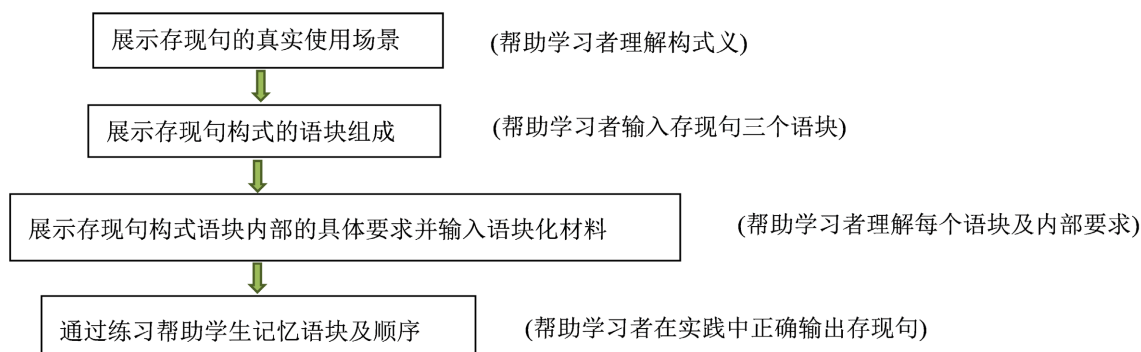 展示存现句的真实使用场景 (帮助学习者理解构式义)
展示存现句构式的语块组成 (帮助学习者输入存现句三个语块)
展示存现句构式语块内部的具体要求并输入语块化材料 (帮助学习者理解每个语块及内部要求)
通过练习帮助学生记忆语块及顺序 (帮助学习者在实践中正确输出存现句)